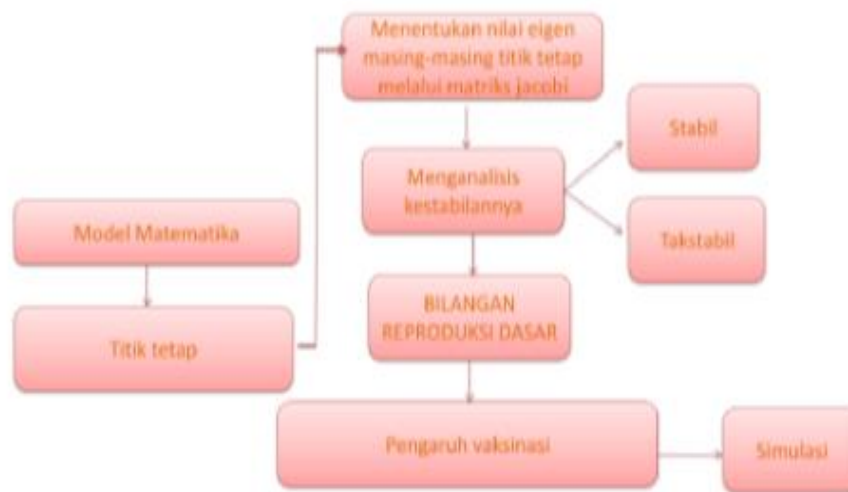 Model Matematika
Titik tetap
Menentukan nilai eigen
masing-masing titik tetap
melalui matriks jacobi
Menganalisis
kestabilannya
Stabil
Takstabil
BILANGAN
REPRODUKSI DASAR
Pengaruh vaksinasi
Simulasi